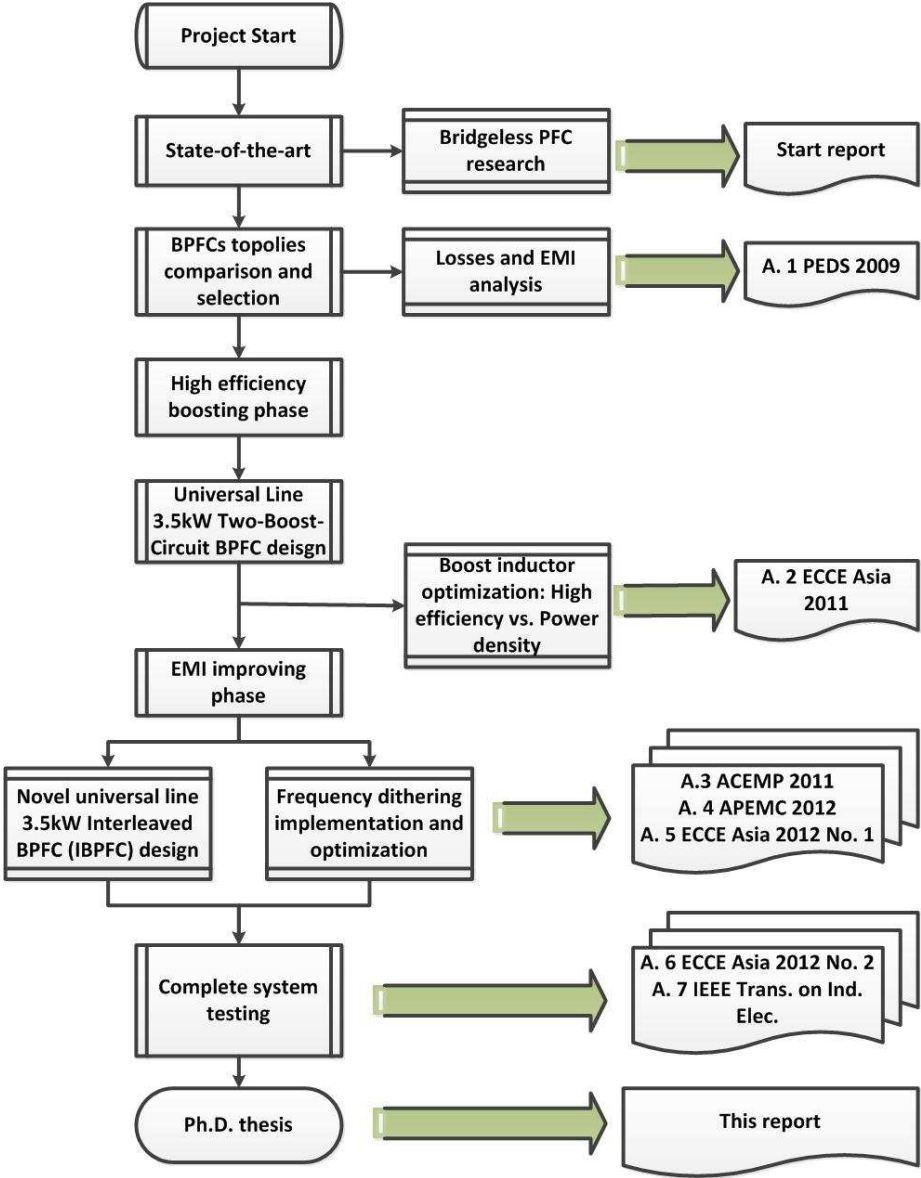 Project Start
State-of-the-art
Bridgeless PFC
research
Start report
BPFCs topolies
comparison and
selection
Losses and EMI
analysis
A. 1 PEDS 2009
High efficiency
boosting phase
Universal Line
3.5kW Two-Boost-
Circuit BPFC deisgn
Boost inductor
optimization: High
efficiency vs. Power
density
A. 2 ECCE Asia
2011
EMI improving
phase
Novel universal line
3.5kW Interleaved
BPFC (IBPFC) design
Frequency dithering
implementation and
optimization
A.3 ACEMP 2011
A. 4 APEMC 2012
A. 5 ECCE Asia 2012 No. 1
Complete system
testing
A. 6 ECCE Asia 2012 No. 2
A. 7 IEEE Trans. on Ind.
Elec.
Ph.D. thesis
This report